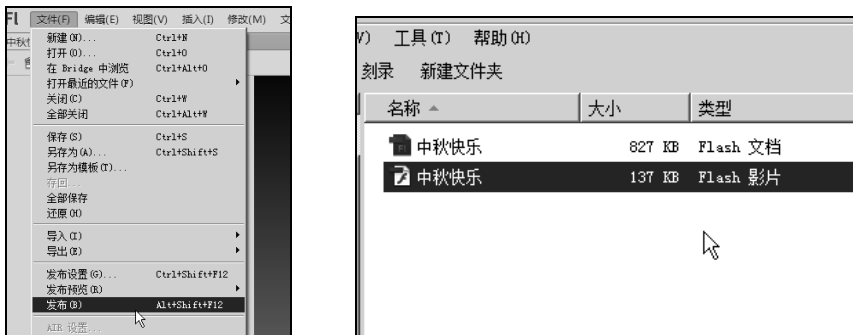 Fl 文件(F) 编辑(E) 视图(V) 插入(I) 修改(M) 文
中秋快
新建(N)... Ctrl+N
打开(O)... Ctrl+O
在 Bridge 中浏览 Ctrl+Alt+O
打开最近的文件(P)
关闭(C) Ctrl+W
全部关闭 Ctrl+Alt+W
保存(S) Ctrl+S
另存为(A)... Ctrl+Shift+S
另存为模板(T)...
存回...
全部保存
还原(H)
导入(I)
导出(E)
发布设置(G)... Ctrl+Shift+F12
发布预览(R)
发布(B) Alt+Shift+F12
AIR 设置...
V) 工具(T) 帮助(H)
刻录 新建文件夹
名称 大小 类型
中秋快乐 827 KB Flash 文档
中秋快乐 137 KB Flash 影片